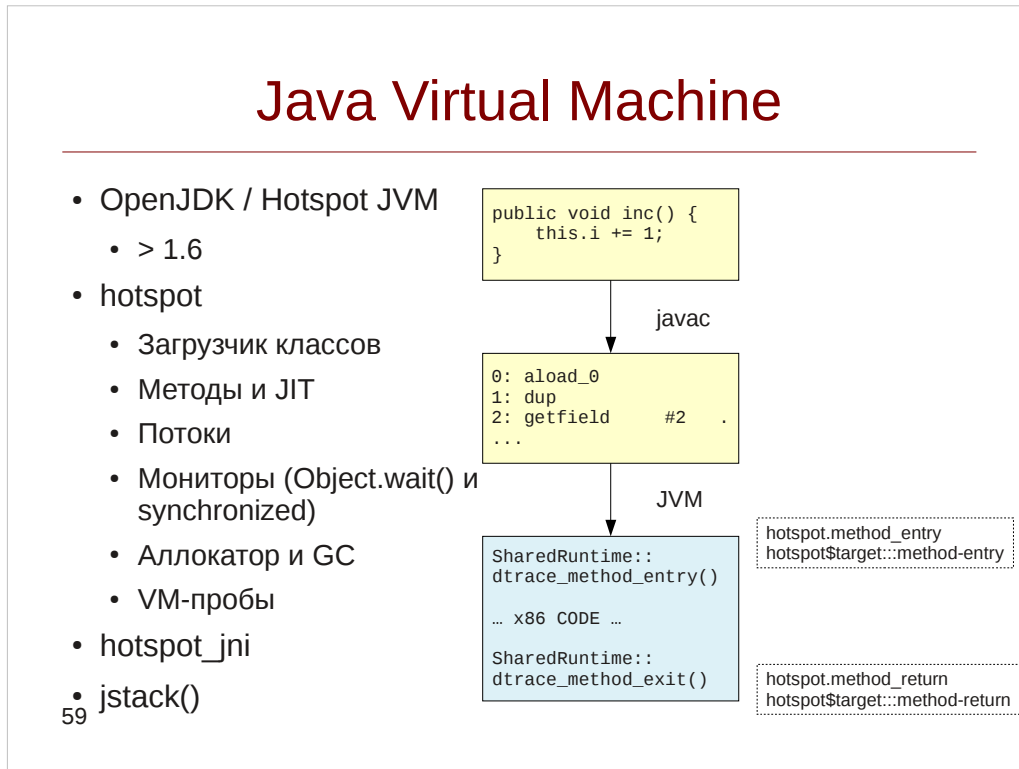 Java Virtual Machine
• OpenJDK / Hotspot JVM
• > 1.6
• hotspot
• Загрузчик классов
• Методы и JIT
• Потоки
• Мониторы (Object.wait() и
synchronized)
• Аллокатор и GC
• VM-пробы
• hotspot_jni
• jstack()
59
public void inc() {
    this.i += 1;
}
javac
0: aload_0
1: dup
2: getfield     #2   .
...
JVM
SharedRuntime::
dtrace_method_entry()
… x86 CODE …
SharedRuntime::
dtrace_method_exit()
hotspot.method_entry
hotspot$target:::method-entry
hotspot.method_return
hotspot$target:::method-return